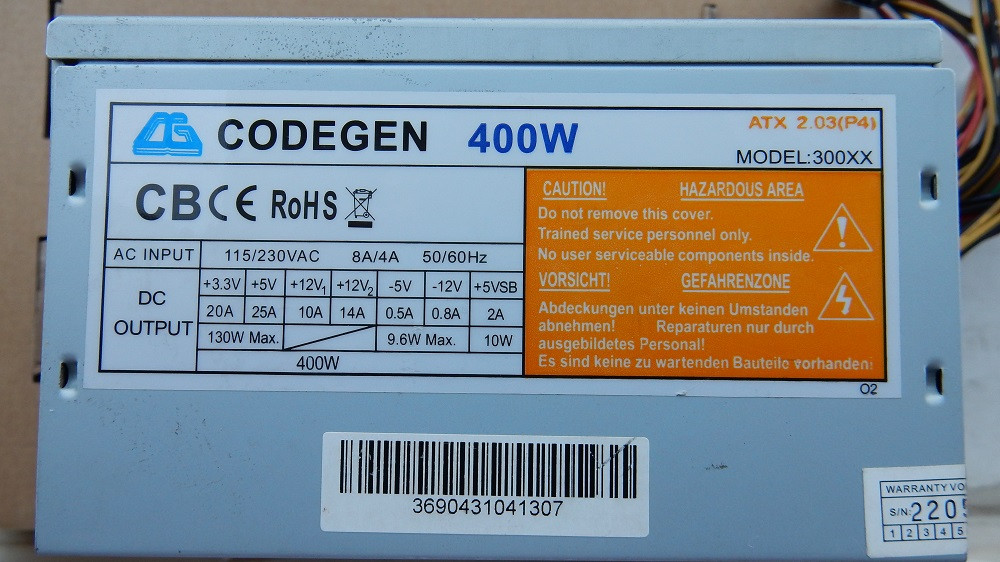 CODEGEN 400W
ATX 2.03(P4)
MODEL:300XX
CB CE RoHS
AC INPUT 115/230VAC 8A/4A 50/60Hz
DC OUTPUT
+3.3V +5V +12V1 +12V2 -5V -12V +5VSB
20A 25A 10A 14A 0.5A 0.8A 2A
130W Max. 9.6W Max. 10W
400W
CAUTION! HAZARDOUS AREA
Do not remove this cover.
Trained service personnel only.
No user serviceable components inside.
VORSICHT! GEFAHRENZONE
Abdeckungen unter keinen Umständen
abnehmen! Reparaturen nur durch
ausgebildetes Personal!
Es sind keine zu wartenden Bauteile vorhanden!
O2
3690431041307
WARRANTY VO
S/N: 2205
1 2 3 4 5